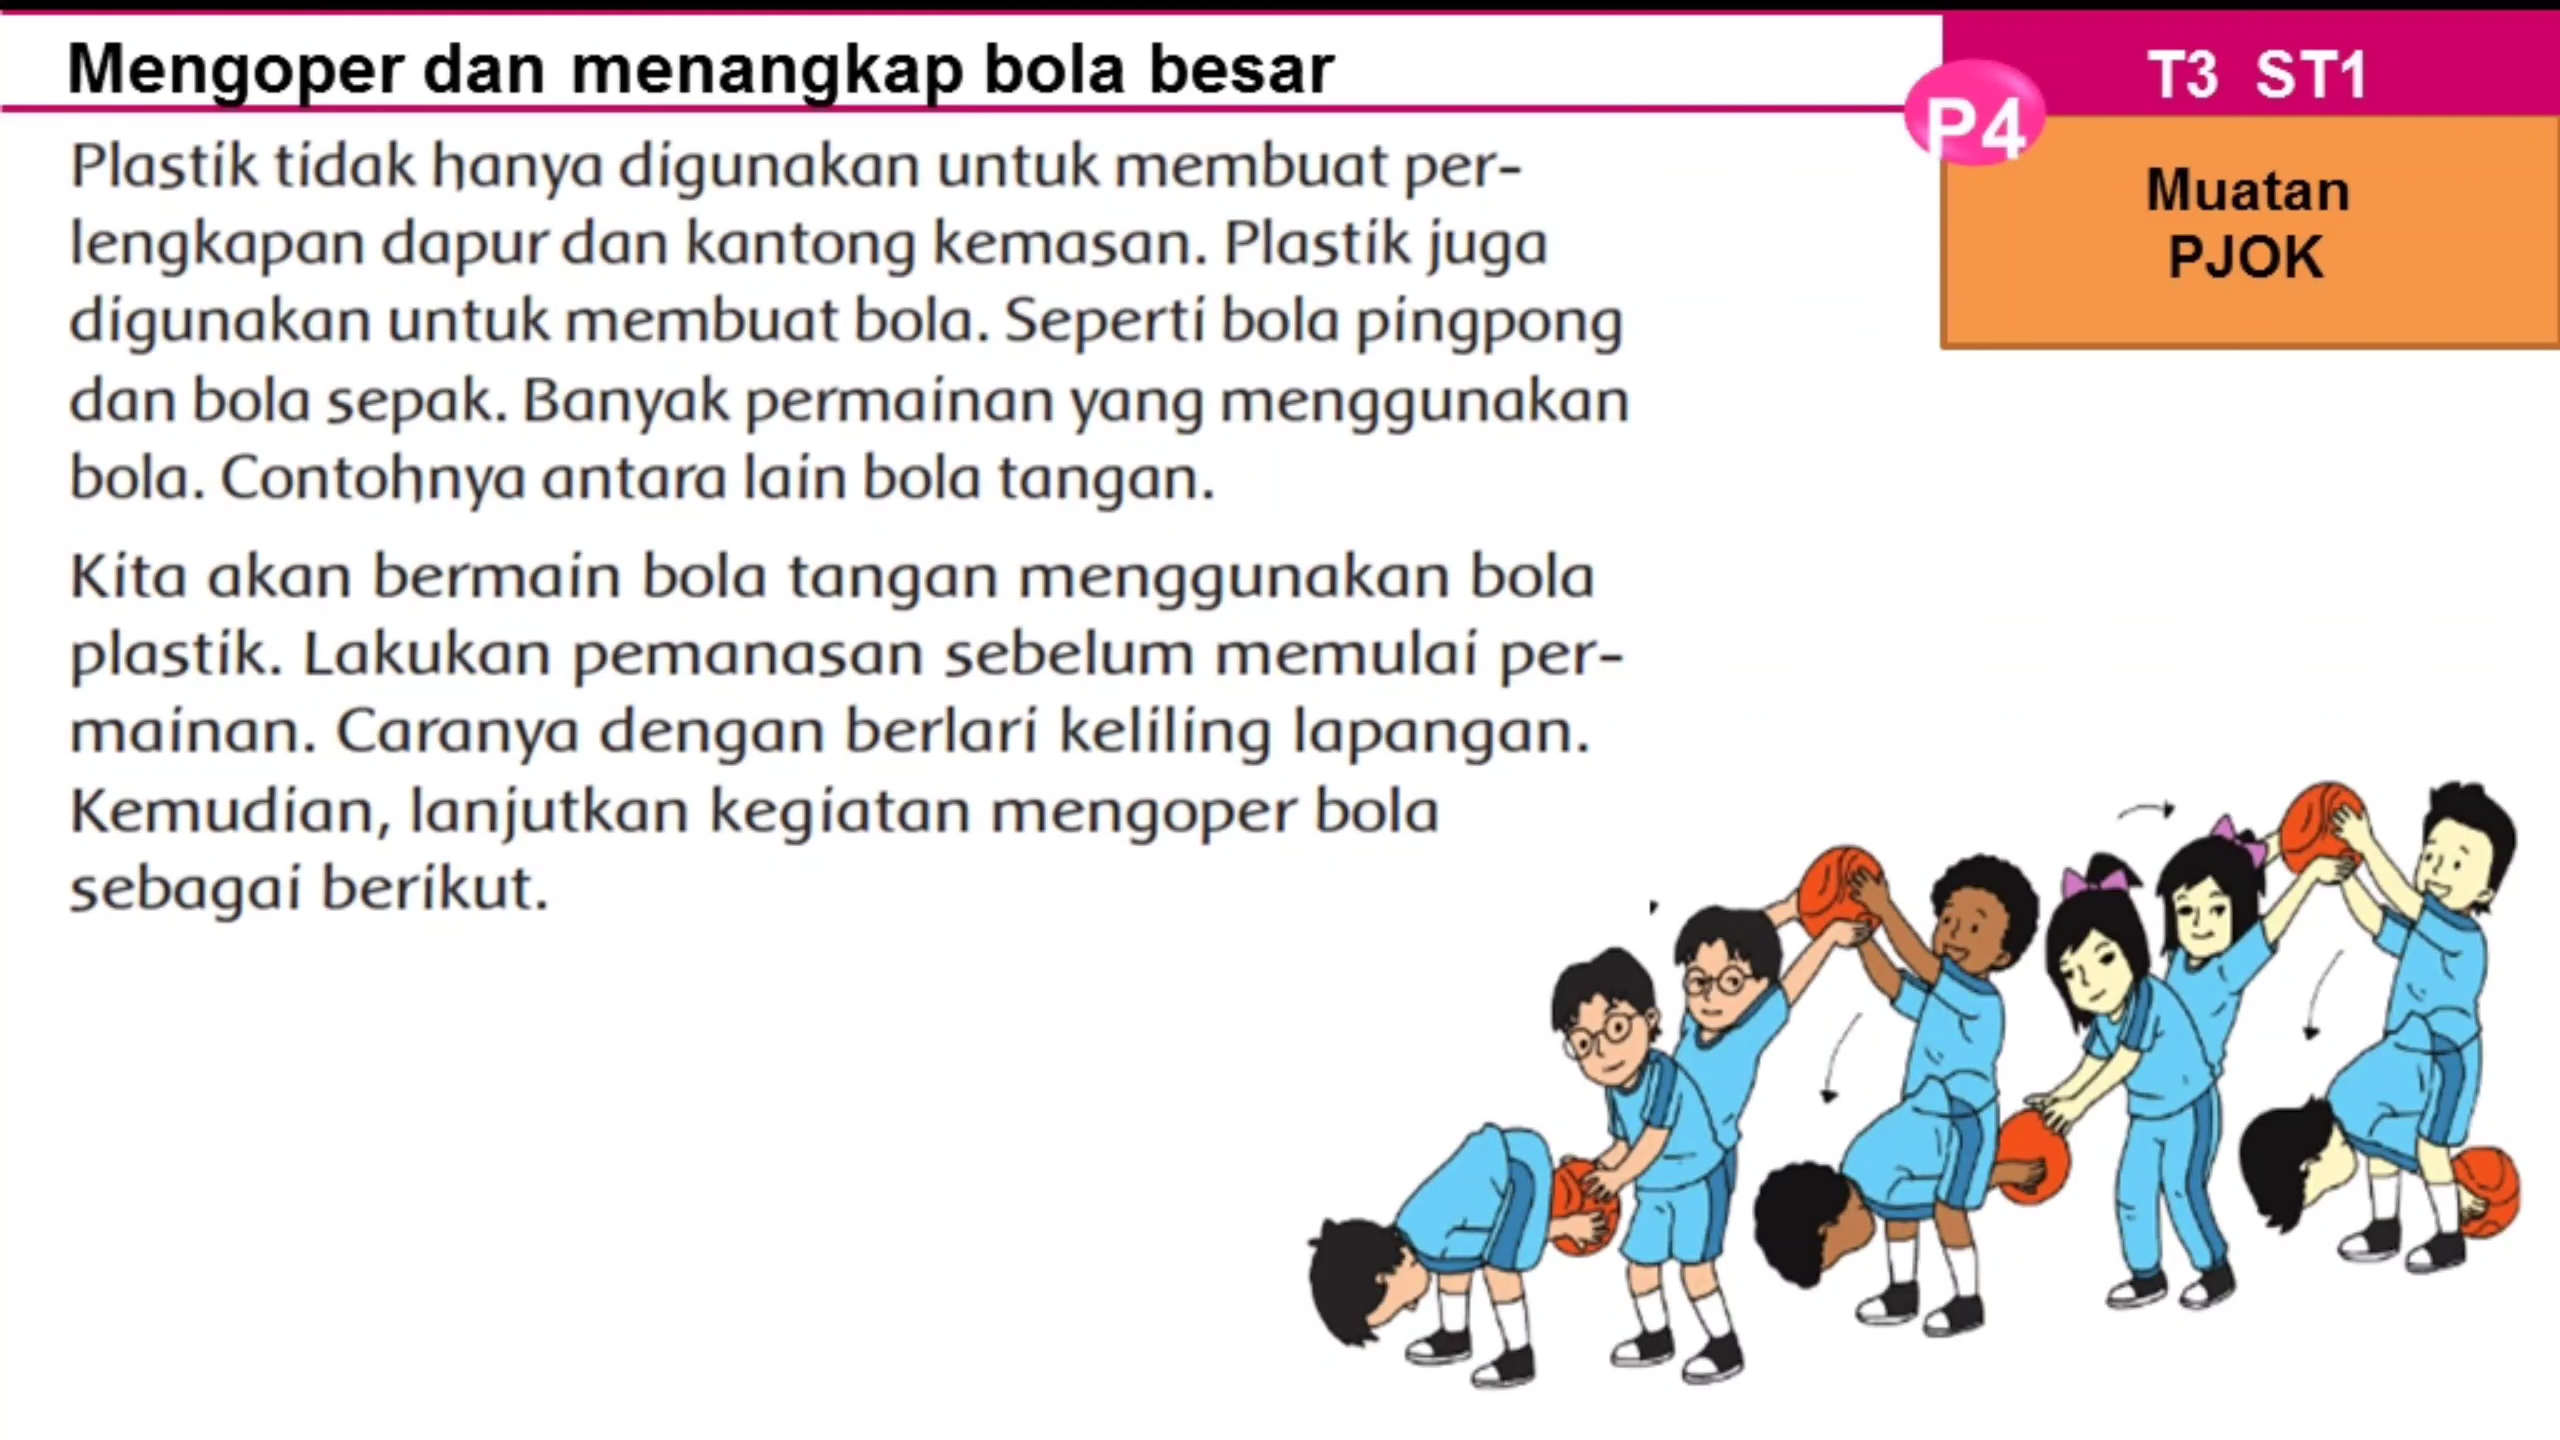 Mengoper dan menangkap bola besar
T3 ST1
P4
Muatan
PJOK
Plastik tidak hanya digunakan untuk membuat per-
lengkapan dapur dan kantong kemasan. Plastik juga
digunakan untuk membuat bola. Seperti bola pingpong
dan bola sepak. Banyak permainan yang menggunakan
bola. Contohnya antara lain bola tangan.
Kita akan bermain bola tangan menggunakan bola
plastik. Lakukan pemanasan sebelum memulai per-
mainan. Caranya dengan berlari keliling lapangan.
Kemudian, lanjutkan kegiatan mengoper bola
sebagai berikut.